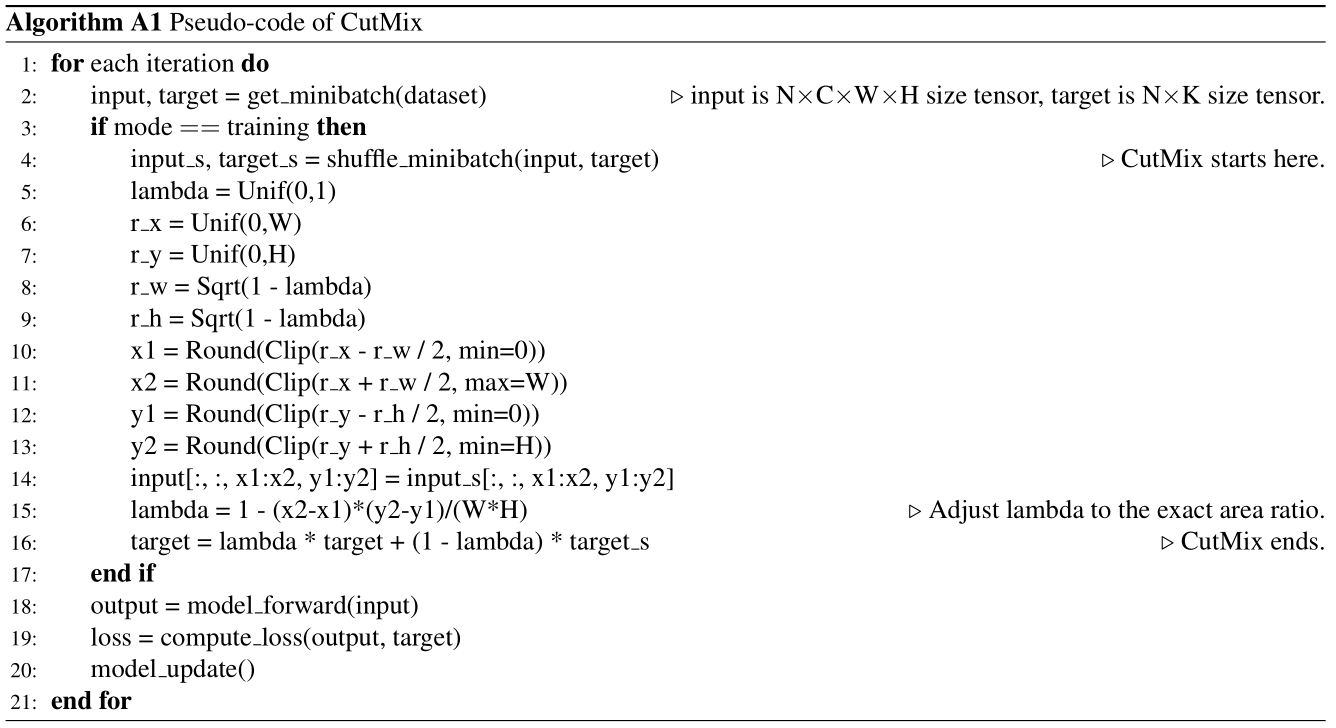 Algorithm A1 Pseudo-code of CutMix
1: for each iteration do
2: input, target = get_minibatch(dataset) ▷ input is N×C×W×H size tensor, target is N×K size tensor.
3: if mode == training then
4: input_s, target_s = shuffle_minibatch(input, target) ▷ CutMix starts here.
5: lambda = Unif(0,1)
6: r_x = Unif(0,W)
7: r_y = Unif(0,H)
8: r_w = Sqrt(1 - lambda)
9: r_h = Sqrt(1 - lambda)
10: x1 = Round(Clip(r_x - r_w / 2, min=0))
11: x2 = Round(Clip(r_x + r_w / 2, max=W))
12: y1 = Round(Clip(r_y - r_h / 2, min=0))
13: y2 = Round(Clip(r_y + r_h / 2, min=H))
14: input[:, :, x1:x2, y1:y2] = input_s[:, :, x1:x2, y1:y2]
15: lambda = 1 - (x2-x1)*(y2-y1)/(W*H) ▷ Adjust lambda to the exact area ratio.
16: target = lambda * target + (1 - lambda) * target_s ▷ CutMix ends.
17: end if
18: output = model_forward(input)
19: loss = compute_loss(output, target)
20: model_update()
21: end for